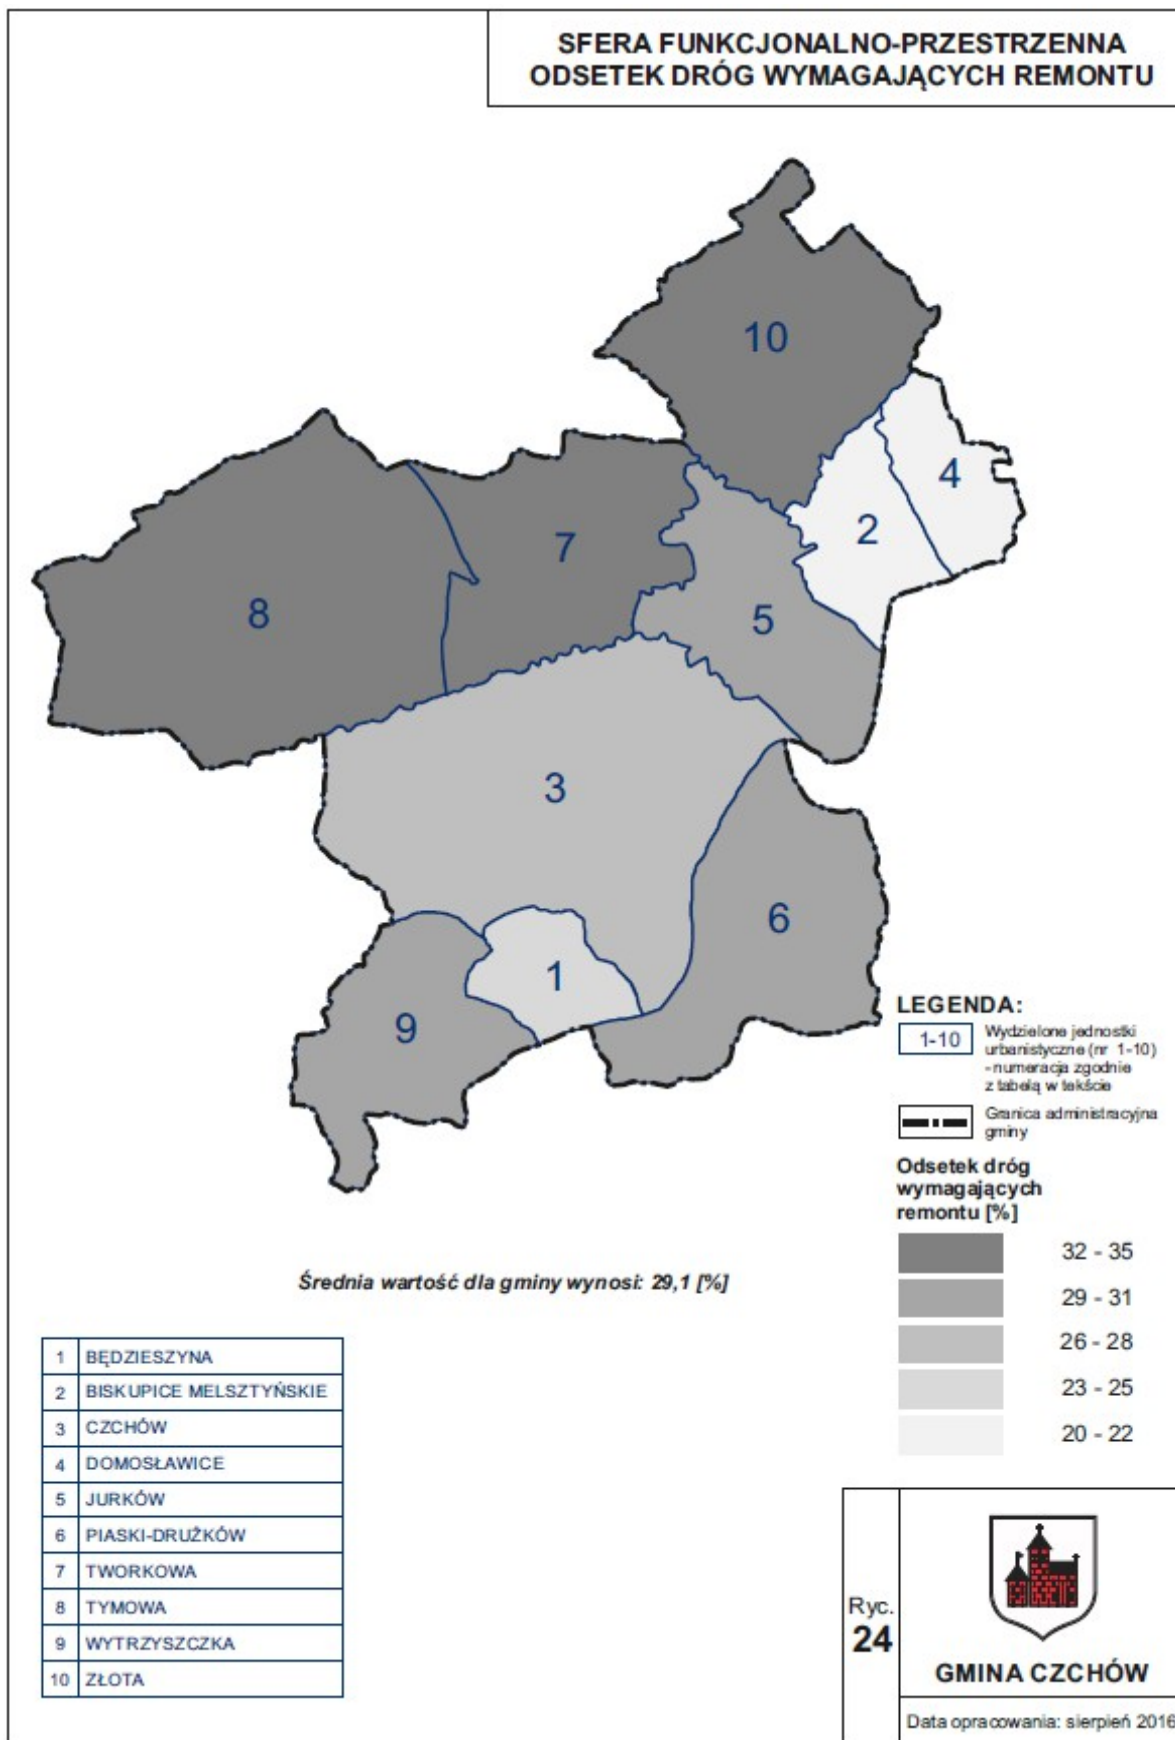 SFERA FUNKCJONALNO-PRZESTRZENNA
ODSETEK DRÓG WYMAGAJĄCYCH REMONTU
10
4
2
7
8
5
3
6
1
9
LEGENDA:
1-10
Wydzielone jednostki
urbanistyczne (nr 1-10)
- numeracja zgodnie
z tabelą w tekście
Granica administracyjna
gminy
Odsetek dróg
wymagających
remontu [%]
32 - 35
29 - 31
26 - 28
23 - 25
20 - 22
Średnia wartość dla gminy wynosi: 29,1 [%]
1 BĘDZIESZYNA
2 BISKUPICE MELSZTYŃSKIE
3 CZCHÓW
4 DOMOSŁAWICE
5 JURKÓW
6 PIASKI-DRUŻKÓW
7 TWORKOWA
8 TYMOWA
9 WYTRZYSZCZKA
10 ZŁOTA
Ryc.
24
GMINA CZCHÓW
Data opracowania: sierpień 2016